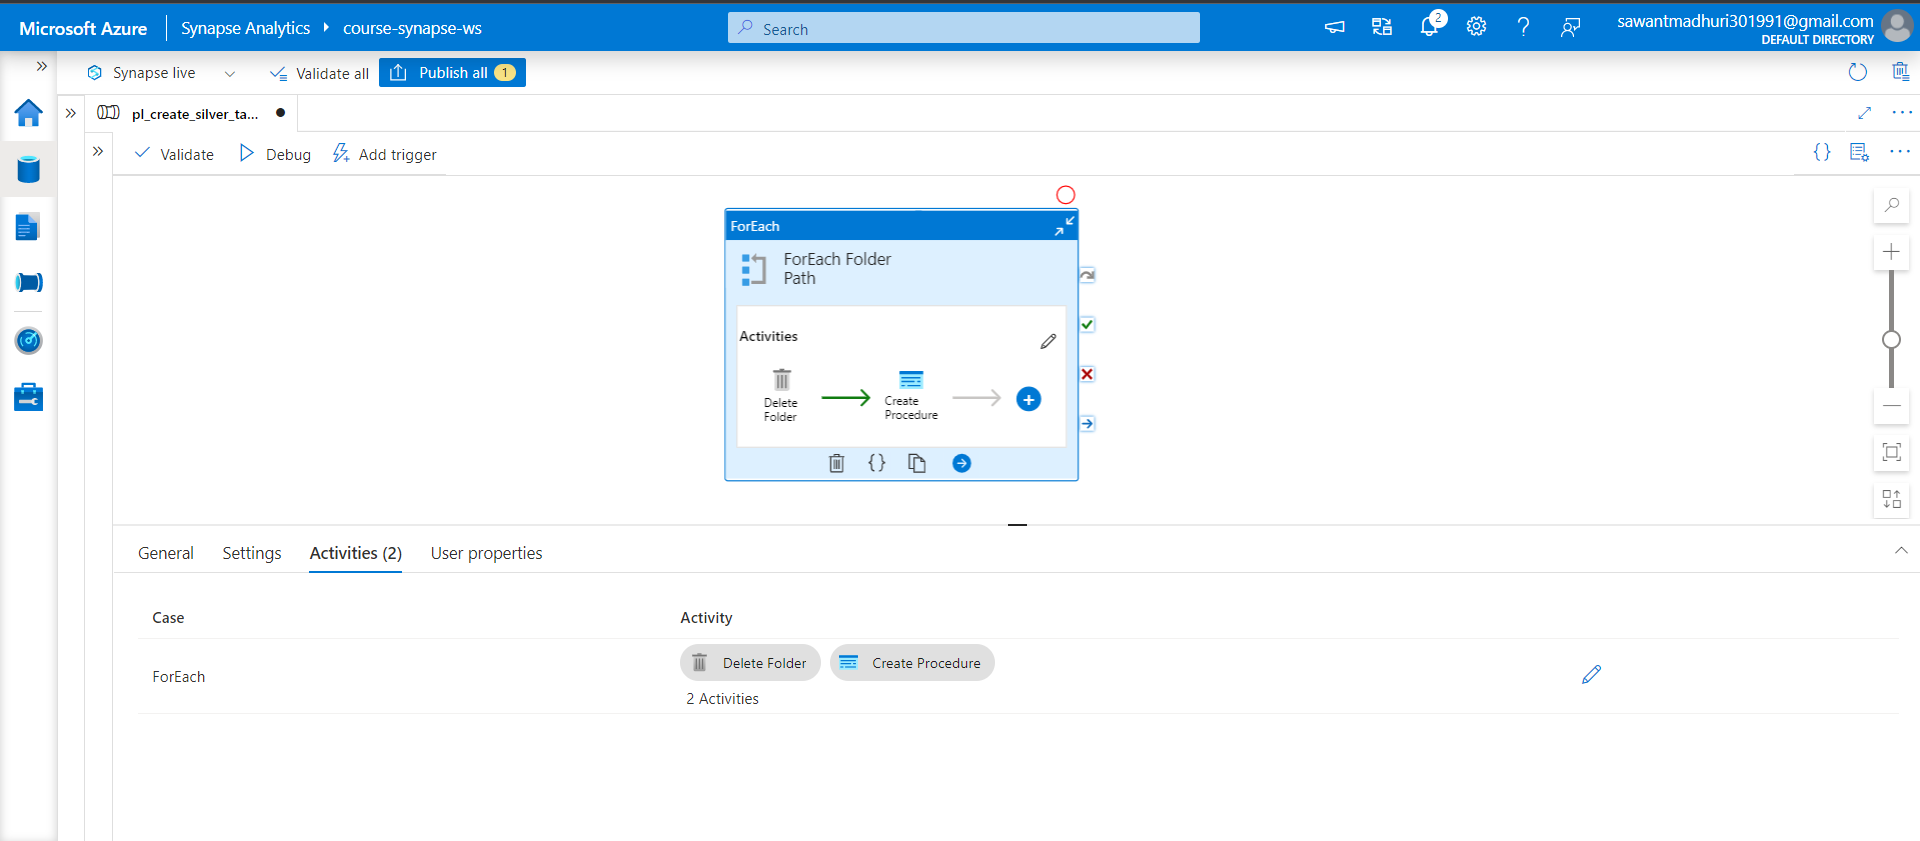 Microsoft Azure
Synapse Analytics
course-synapse-ws
Search
2
sawantmadhuri301991@gmail.com
DEFAULT DIRECTORY
Synapse live
Validate all
Publish all 1
pl_create_silver_ta...
Validate
Debug
Add trigger
ForEach
ForEach Folder
Path
Activities
Delete
Folder
Create
Procedure
General
Settings
Activities (2)
User properties
Case
Activity
ForEach
Delete Folder
Create Procedure
2 Activities